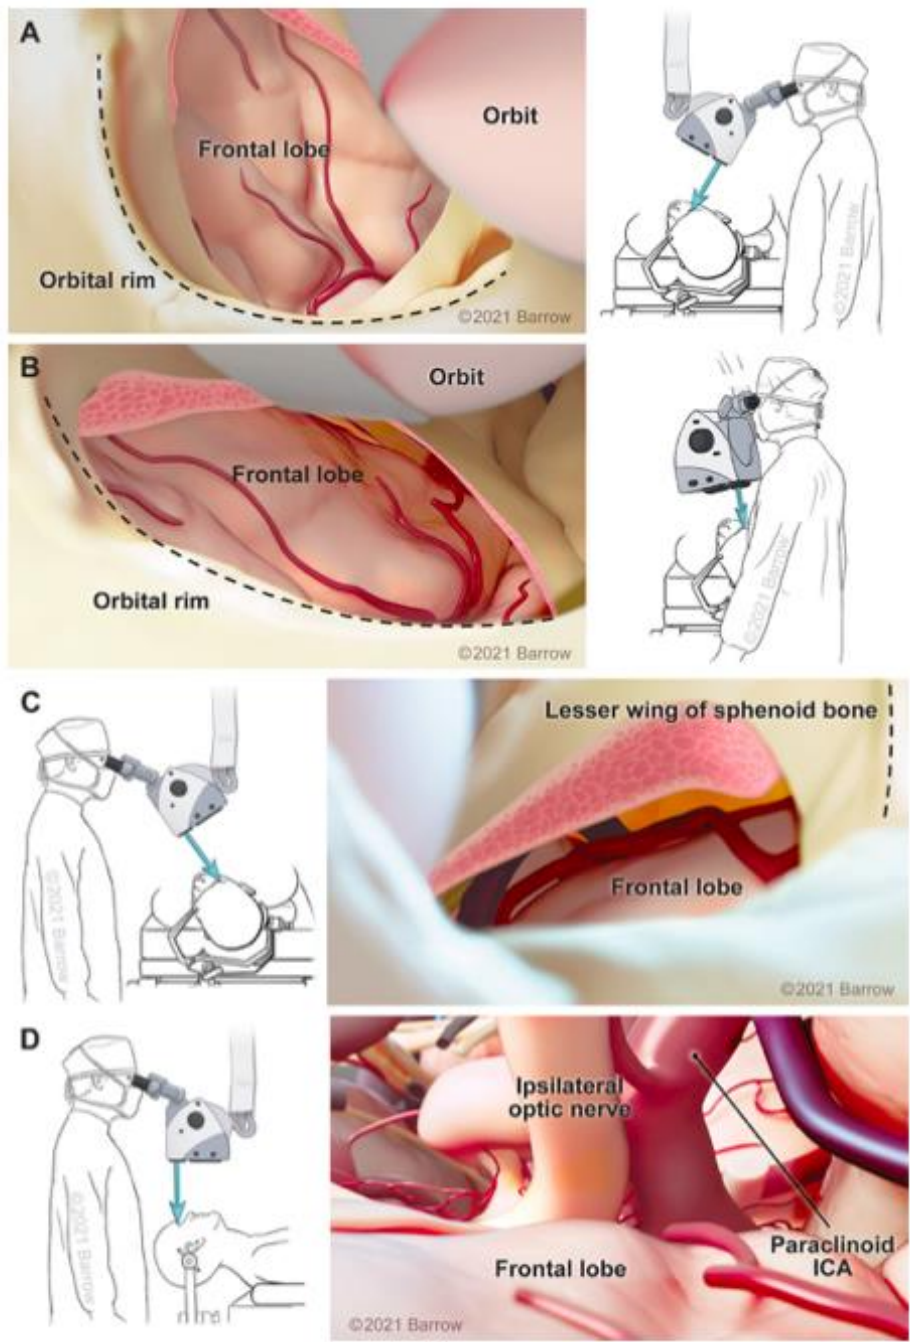 A
Orbit
Frontal lobe
Orbital rim
©2021 Barrow
©2021 Barrow
B
Orbit
Frontal lobe
Orbital rim
©2021 Barrow
©2021 Barrow
C
©2021 Barrow
Lesser wing of sphenoid bone
Frontal lobe
©2021 Barrow
D
©2021 Barrow
Ipsilateral
optic nerve
Paraclinoid
ICA
Frontal lobe
©2021 Barrow